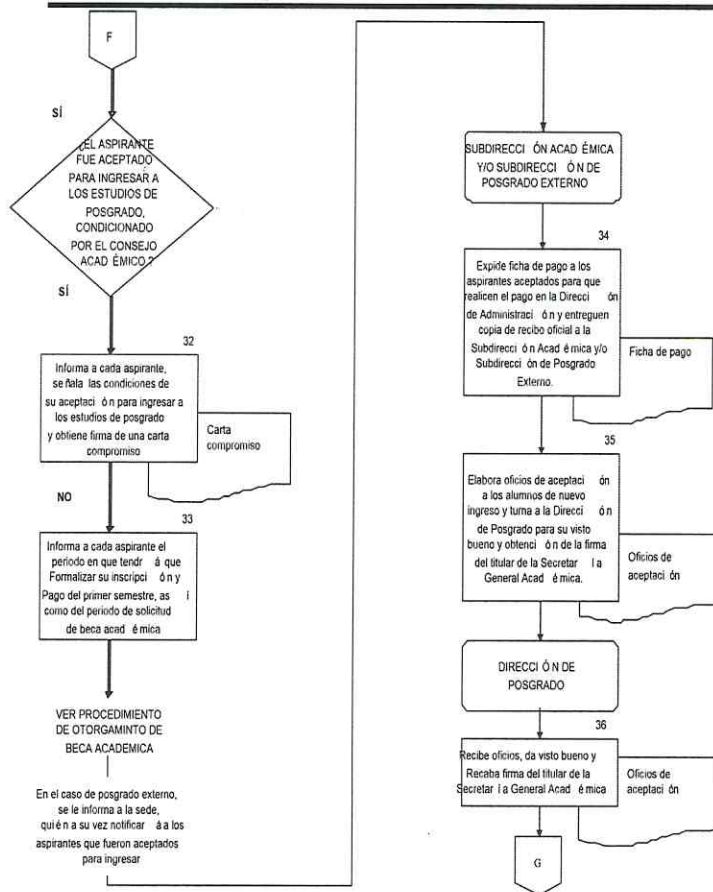 F
SÍ
¿EL ASPIRANTE
FUE ACEPTADO
PARA INGRESAR A
LOS ESTUDIOS DE
POSGRADO,
CONDICIONADO
POR EL CONSEJO
ACAD ÉMICO.?
SÍ
32
Informa a cada aspirante,
se ñala las condiciones de
su aceptaci ón para ingresar a
los estudios de posgrado
y obtiene firma de una carta
compromiso
Carta
compromiso
NO
33
Informa a cada aspirante el
periodo en que tendr á que
Formalizar su inscripci ón y
Pago del primer semestre, as í
como del periodo de solicitud
de beca acad é mica
VER PROCEDIMIENTO
DE OTORGAMINTO DE
BECA ACADEMICA
En el caso de posgrado externo,
se le informa a la sede,
qui é n a su vez notificar á a los
aspirantes que fueron aceptados
para ingresar
SUBDIRECCI ÓN ACAD ÉMICA
Y/O SUBDIRECCI Ó N DE
POSGRADO EXTERNO
34
Expide ficha de pago a los
aspirantes aceptados para que
realicen el pago en la Direcci ón
de Administraci ón y entreguen
copia de recibo oficial a la
Subdirecci ó n Acad é mica y/o
Subdirecci ón de Posgrado
Externo.
Ficha de pago
35
Elabora oficios de aceptaci ón
a los alumnos de nuevo
ingreso y turna a la Direcci ón
de Posgrado para su visto
bueno y obtenci ón de la firma
del titular de la Secretar í a
General Acad é mica.
Oficios de
aceptaci ón
DIRECCI Ó N DE
POSGRADO
36
Recibe oficios, da visto bueno y
Recaba firma del titular de la
Secretar í a General Acad é mica
Oficios de
aceptaci ón
G